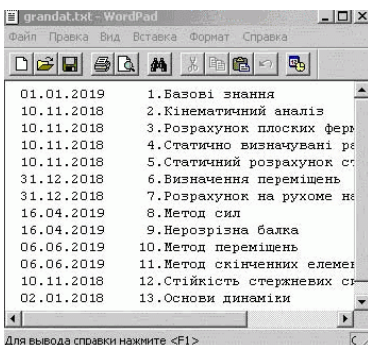 grandat.txt - WordPad
Файл Правка Вид Вставка Формат Справка
01.01.2019 1.Базові знання
10.11.2018 2.Кінематичний аналіз
10.11.2018 3.Розрахунок плоских ферм
10.11.2018 4.Статично визначувані ра
10.11.2018 5.Статичний розрахунок ст
31.12.2018 6.Визначення переміщень
31.12.2018 7.Розрахунок на рухоме на
16.04.2019 8.Метод сил
16.04.2019 9.Нерозрізна балка
06.06.2019 10.Метод переміщень
06.06.2019 11.Метод скінченних елемен
10.11.2018 12.Стійкість стержневих си
02.01.2018 13.Основи динаміки
Для вывода справки нажмите <F1>